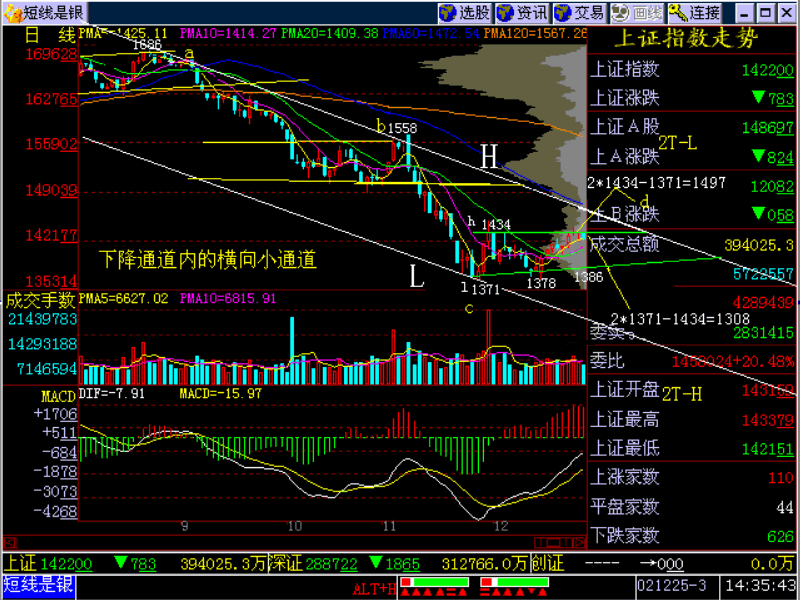 短线是银
选股 资讯 交易 画线 连接
日 线 PMA5=1425.11 PMA10=1414.27 PMA20=1409.38 PMA60=1472.54 PMA120=1567.26
上证指数走势
169628
162765
155902
149039
142177
135314
1886
a
b 1558
H
h 1434
L
l 1371
c
1378
1386
d
下降通道内的横向小通道
2*1434-1371=1497
2*1371-1434=1308
2T-L
2T-H
上证指数 142200
上证涨跌 ▼783
上证A股 148697
上A涨跌 ▼824
12082
上B涨跌 ▼058
成交总额 394025.3
5722557
4289439
2831415
委比 1458024+20.48%
上证开盘
上证最高 143379
上证最低 142151
上涨家数 110
平盘家数 44
下跌家数 626
成交手数 PMA5=6627.02 PMA10=6815.91
21439783
14293188
7146594
MACD DIF=-7.91 MACD=-15.97
+1706
+511
-684
-1878
-3073
-4268
9 10 11 12
上证 142200 ▼783 394025.3万 深证 288722 ▼1865 312766.0万 创证 ---- →000 0.0万
短线是银 ALT+H 021225-3 14:35:43